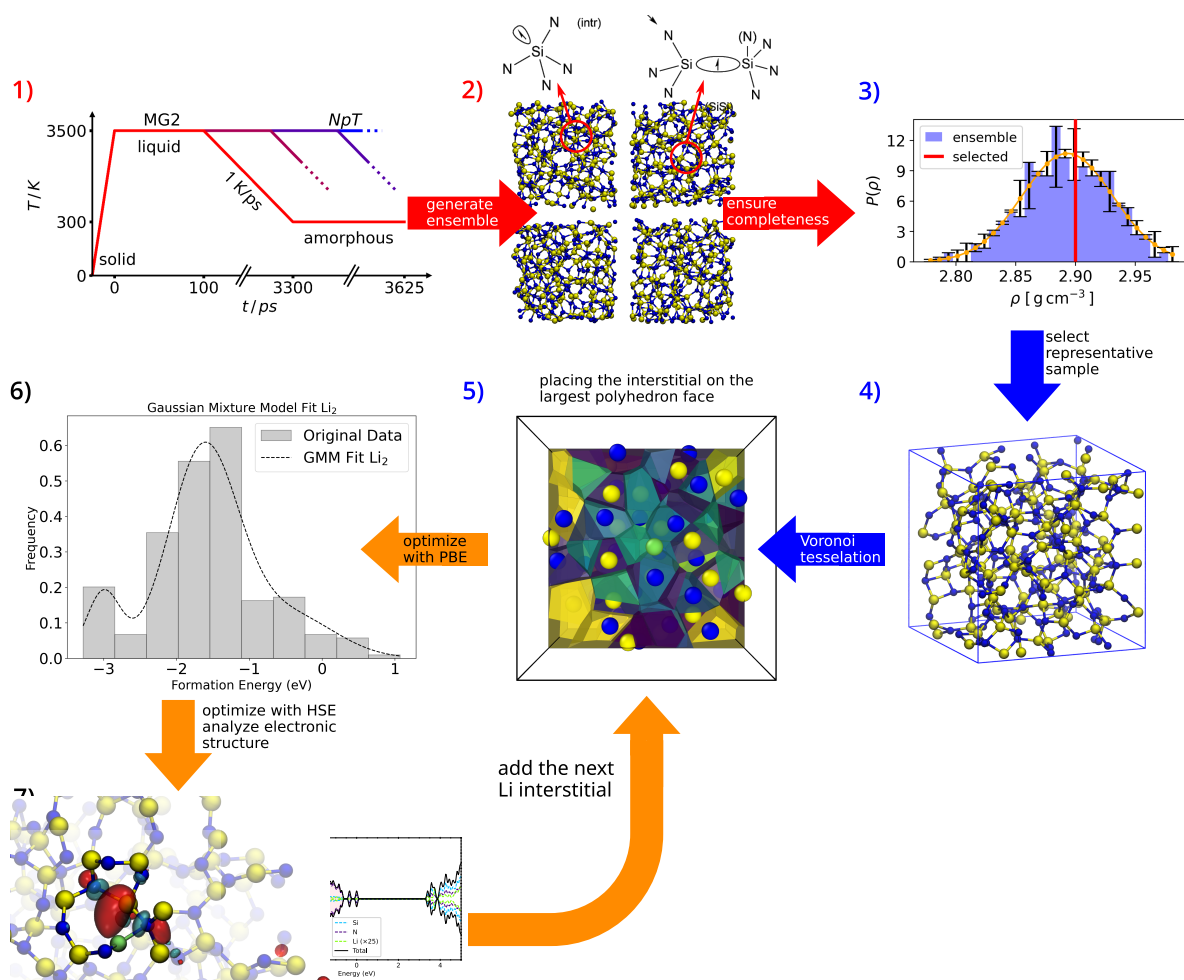 1)
T / K
3500
300
0
MG2
liquid
NpT
1 K/ps
solid
amorphous
0
100
3300
3625
t / ps
generate
ensemble
2)
N
(intr)
N
Si
N
N
N
Si
N
(N)
N
Si
N
N
(SiSi
ensure
completeness
3)
P(ρ)
12
9
6
3
0
ensemble
selected
2.80
2.85
2.90
2.95
ρ [ g cm⁻³ ]
select
representative
sample
4)
Voronoi
tesselation
5)
placing the interstitial on the
largest polyhedron face
optimize
with PBE
6)
Gaussian Mixture Model Fit Li₂
Original Data
GMM Fit Li₂
Frequency
0.6
0.5
0.4
0.3
0.2
0.1
0.0
−3
−2
−1
0
1
Formation Energy (eV)
optimize with HSE
analyze electronic
structure
7)
Si
N
Li (×25)
Total
0
2
4
Energy (eV)
add the next
Li interstitial